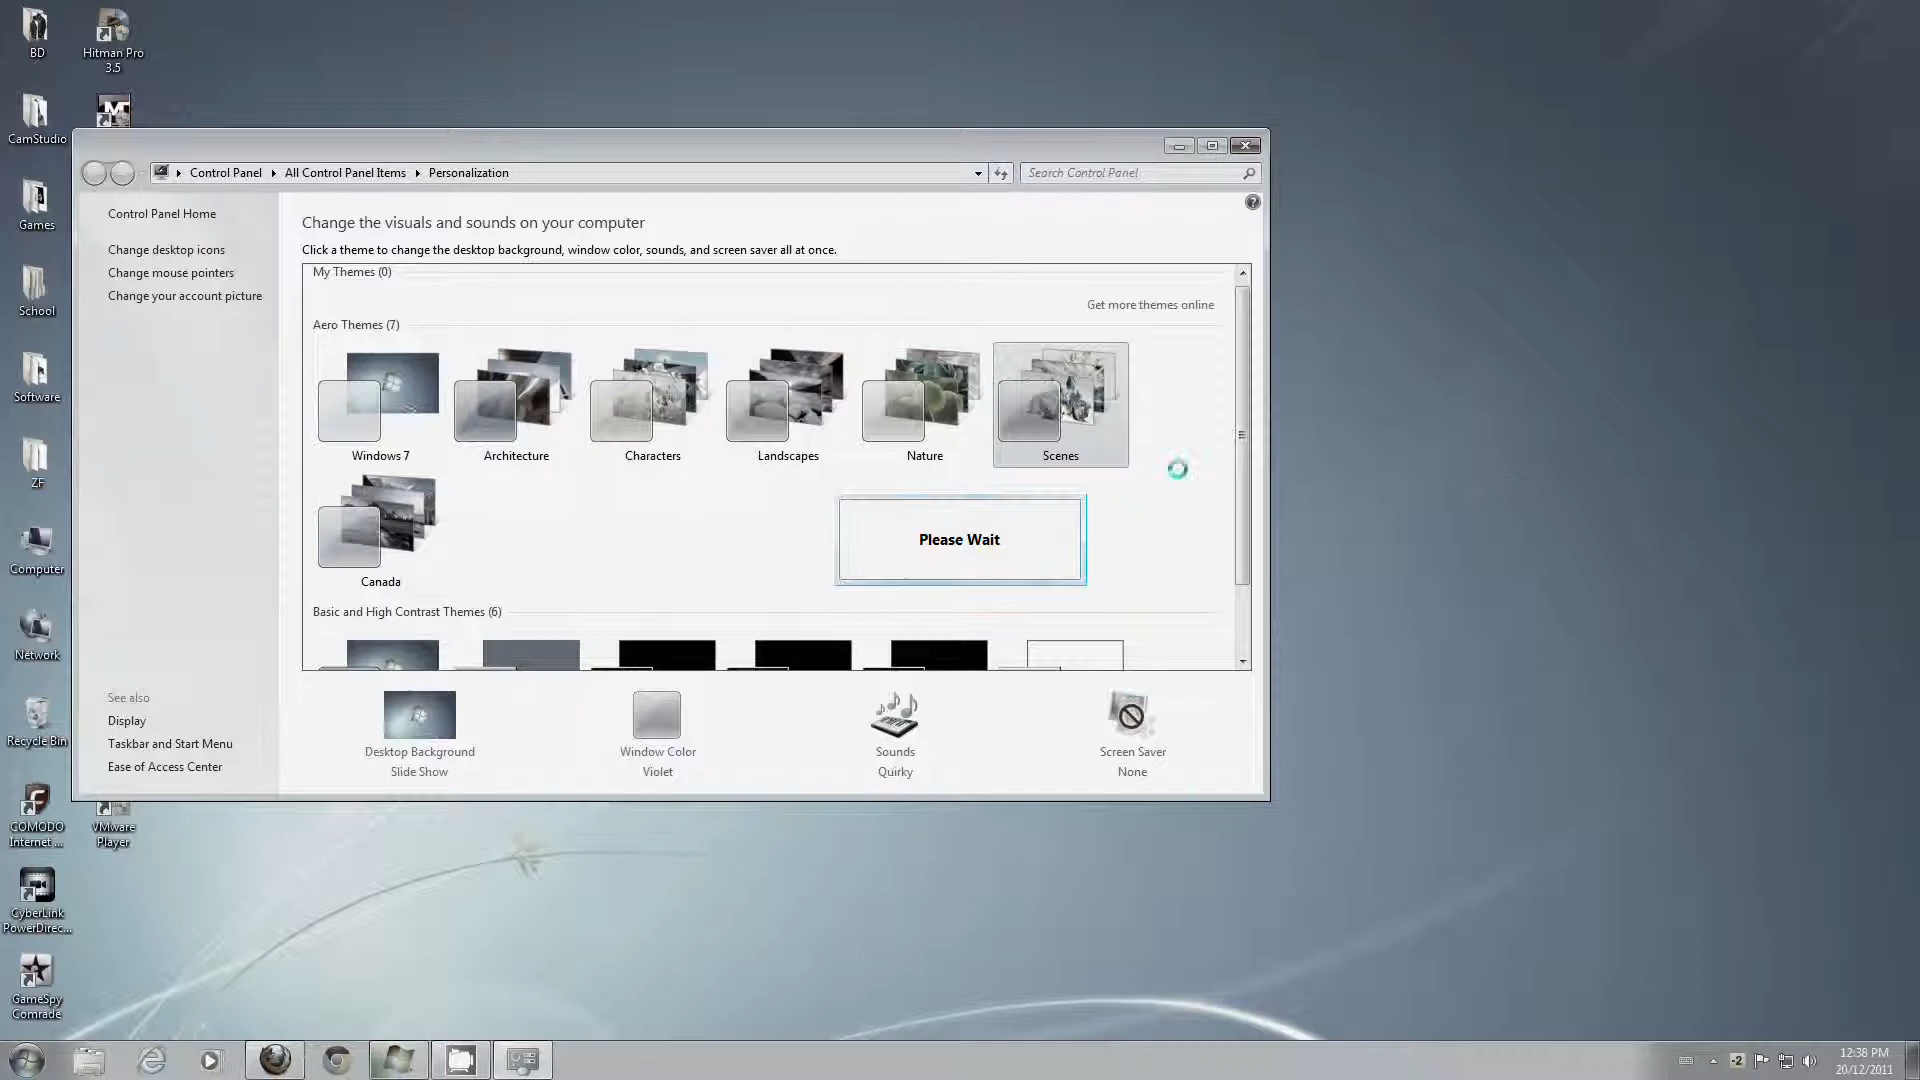 BD
Hitman Pro
3.5
CamStudio
Games
School
Software
ZF
Computer
Network
Recycle Bin
COMODO
Internet ...
VMware
Player
CyberLink
PowerDirec...
GameSpy
Comrade
Control Panel
All Control Panel Items
Personalization
Search Control Panel
Control Panel Home
Change desktop icons
Change mouse pointers
Change your account picture
See also
Display
Taskbar and Start Menu
Ease of Access Center
Change the visuals and sounds on your computer
Click a theme to change the desktop background, window color, sounds, and screen saver all at once.
My Themes (0)
Get more themes online
Aero Themes (7)
Windows 7
Architecture
Characters
Landscapes
Nature
Scenes
Canada
Please Wait
Basic and High Contrast Themes (6)
Desktop Background
Slide Show
Window Color
Violet
Sounds
Quirky
Screen Saver
None
-2
12:38 PM
20/12/2011